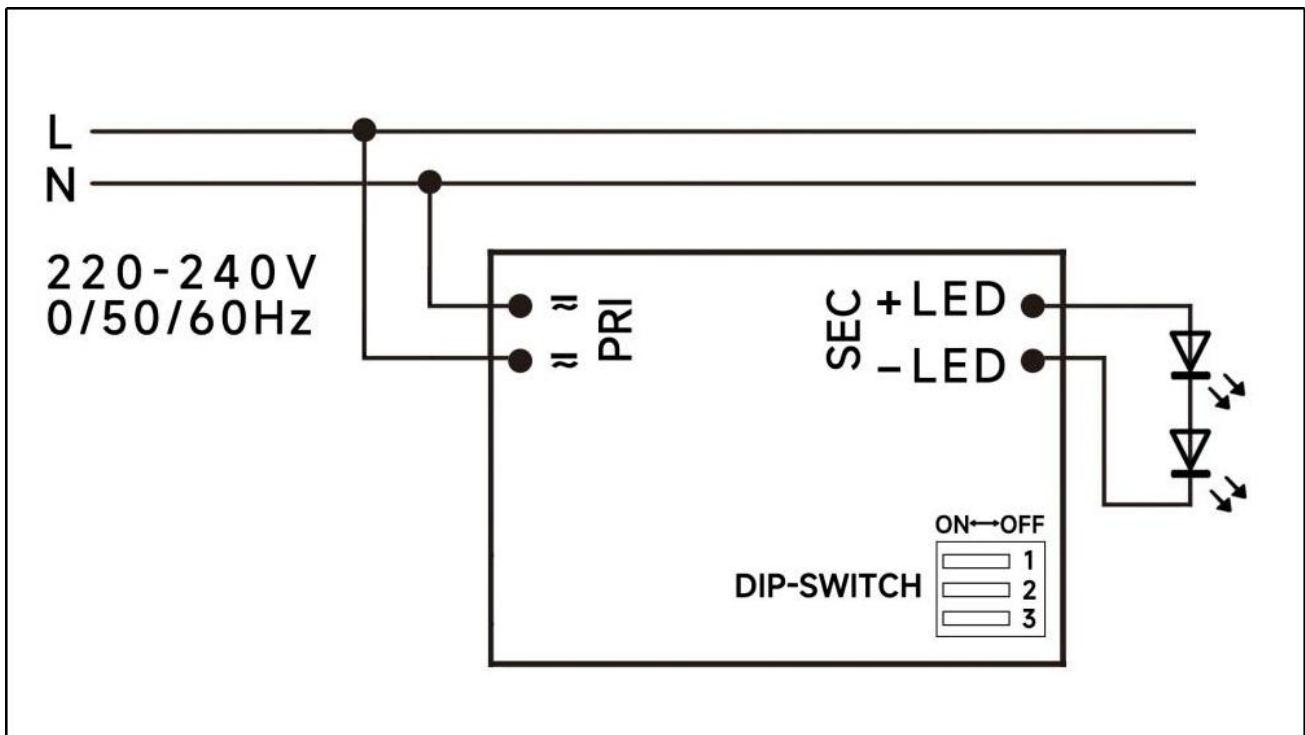 L
N
220-240V
0/50/60Hz
PRI
SEC
+LED
-LED
ON↔OFF
DIP-SWITCH
1
2
3